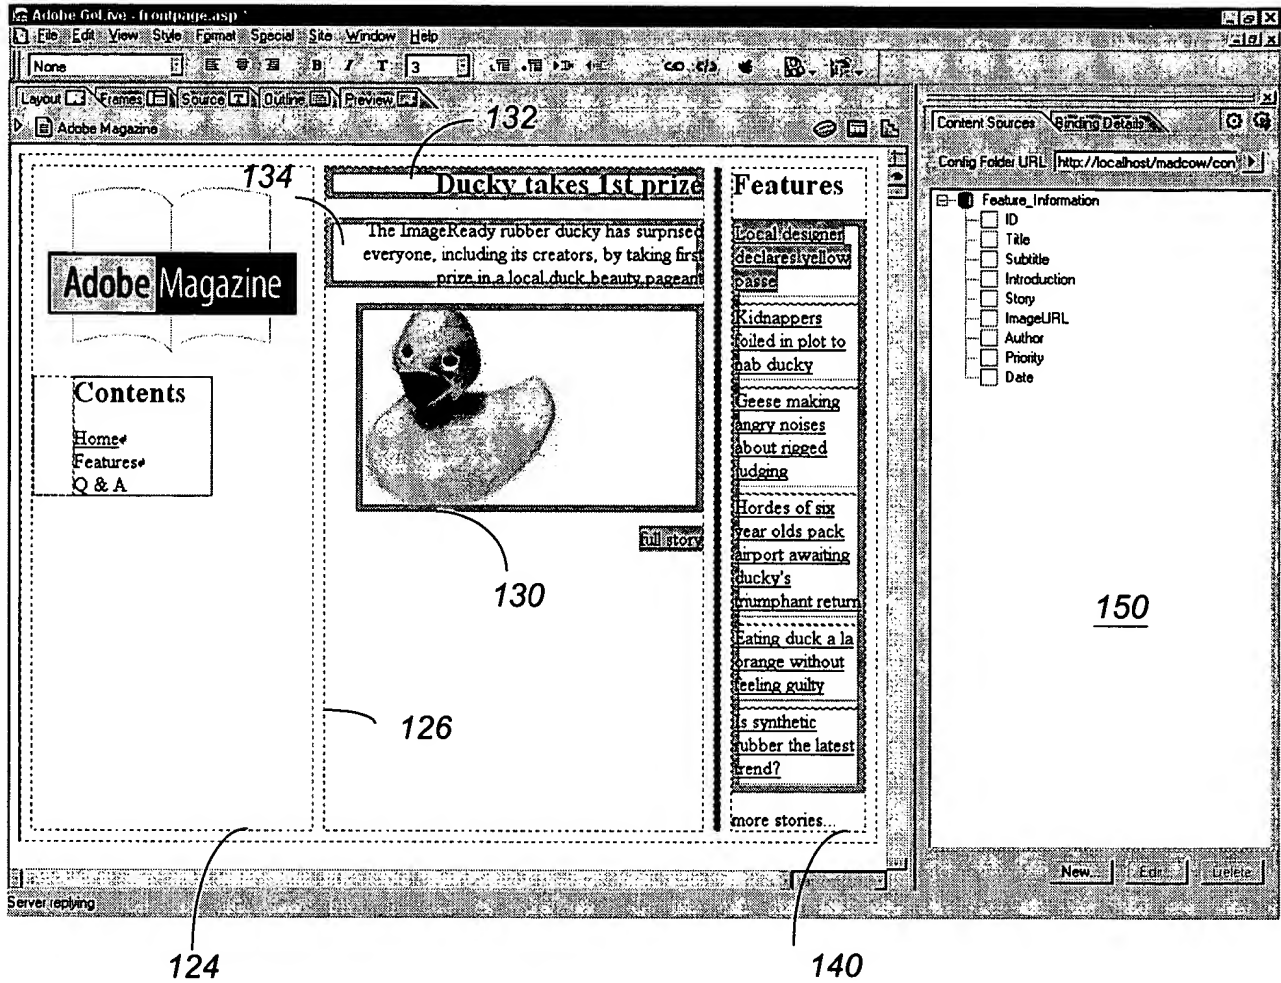 Adobe GoLive - frontpage.asp *
File Edit View Style Format Special Site Window Help
None
B I T 3
Layout Frames Source Outline Preview
Adobe Magazine
132
134
Ducky takes 1st prize
The ImageReady rubber ducky has surprised
everyone, including its creators, by taking first
prize in a local duck beauty pageant
full story
130
126
Adobe Magazine
Contents
Home
Features
Q & A
Features
Local designer
declares yellow
passe
Kidnappers
foiled in plot to
nab ducky
Geese making
angry noises
about rigged
judging
Hordes of six
year olds pack
airport awaiting
ducky's
triumphant return
Eating duck a la
orange without
feeling guilty
Is synthetic
rubber the latest
trend?
more stories...
Content Sources Binding Details
Config Folder URL http://localhost/madcow/con
Feature_Information
ID
Title
Subtitle
Introduction
Story
ImageURL
Author
Priority
Date
150
New... Edit... Delete
Server replying
124
140